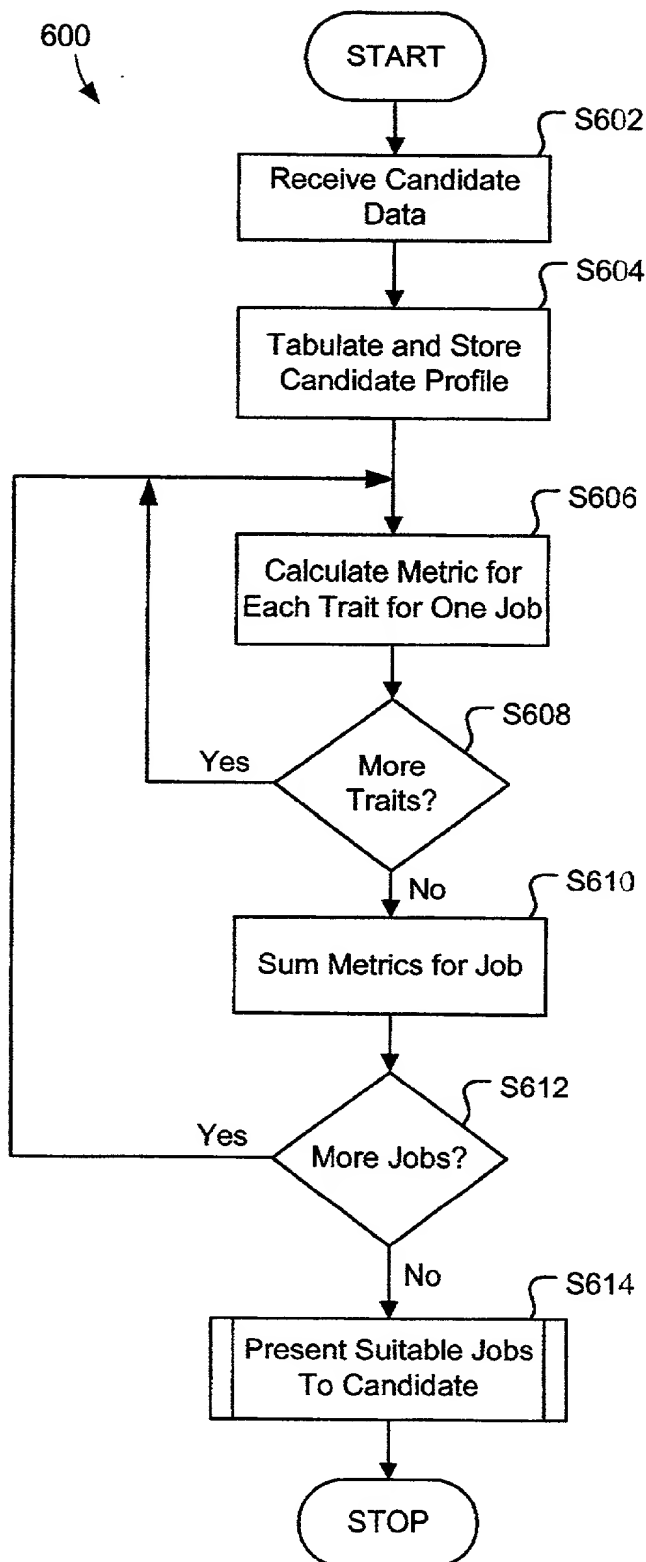 600
START
S602
Receive Candidate
Data
S604
Tabulate and Store
Candidate Profile
S606
Calculate Metric for
Each Trait for One Job
S608
Yes
More
Traits?
No
S610
Sum Metrics for Job
S612
Yes
More Jobs?
No
S614
Present Suitable Jobs
To Candidate
STOP